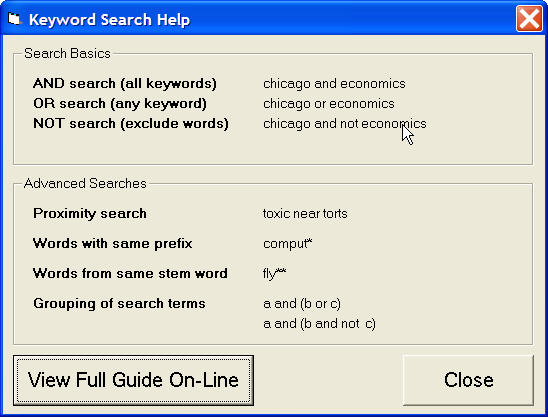 Keyword Search Help
Search Basics
AND search (all keywords) chicago and economics
OR search (any keyword) chicago or economics
NOT search (exclude words) chicago and not economics
Advanced Searches
Proximity search toxic near torts
Words with same prefix comput*
Words from same stem word fly**
Grouping of search terms a and (b or c)
a and (b and not c)
View Full Guide On-Line Close